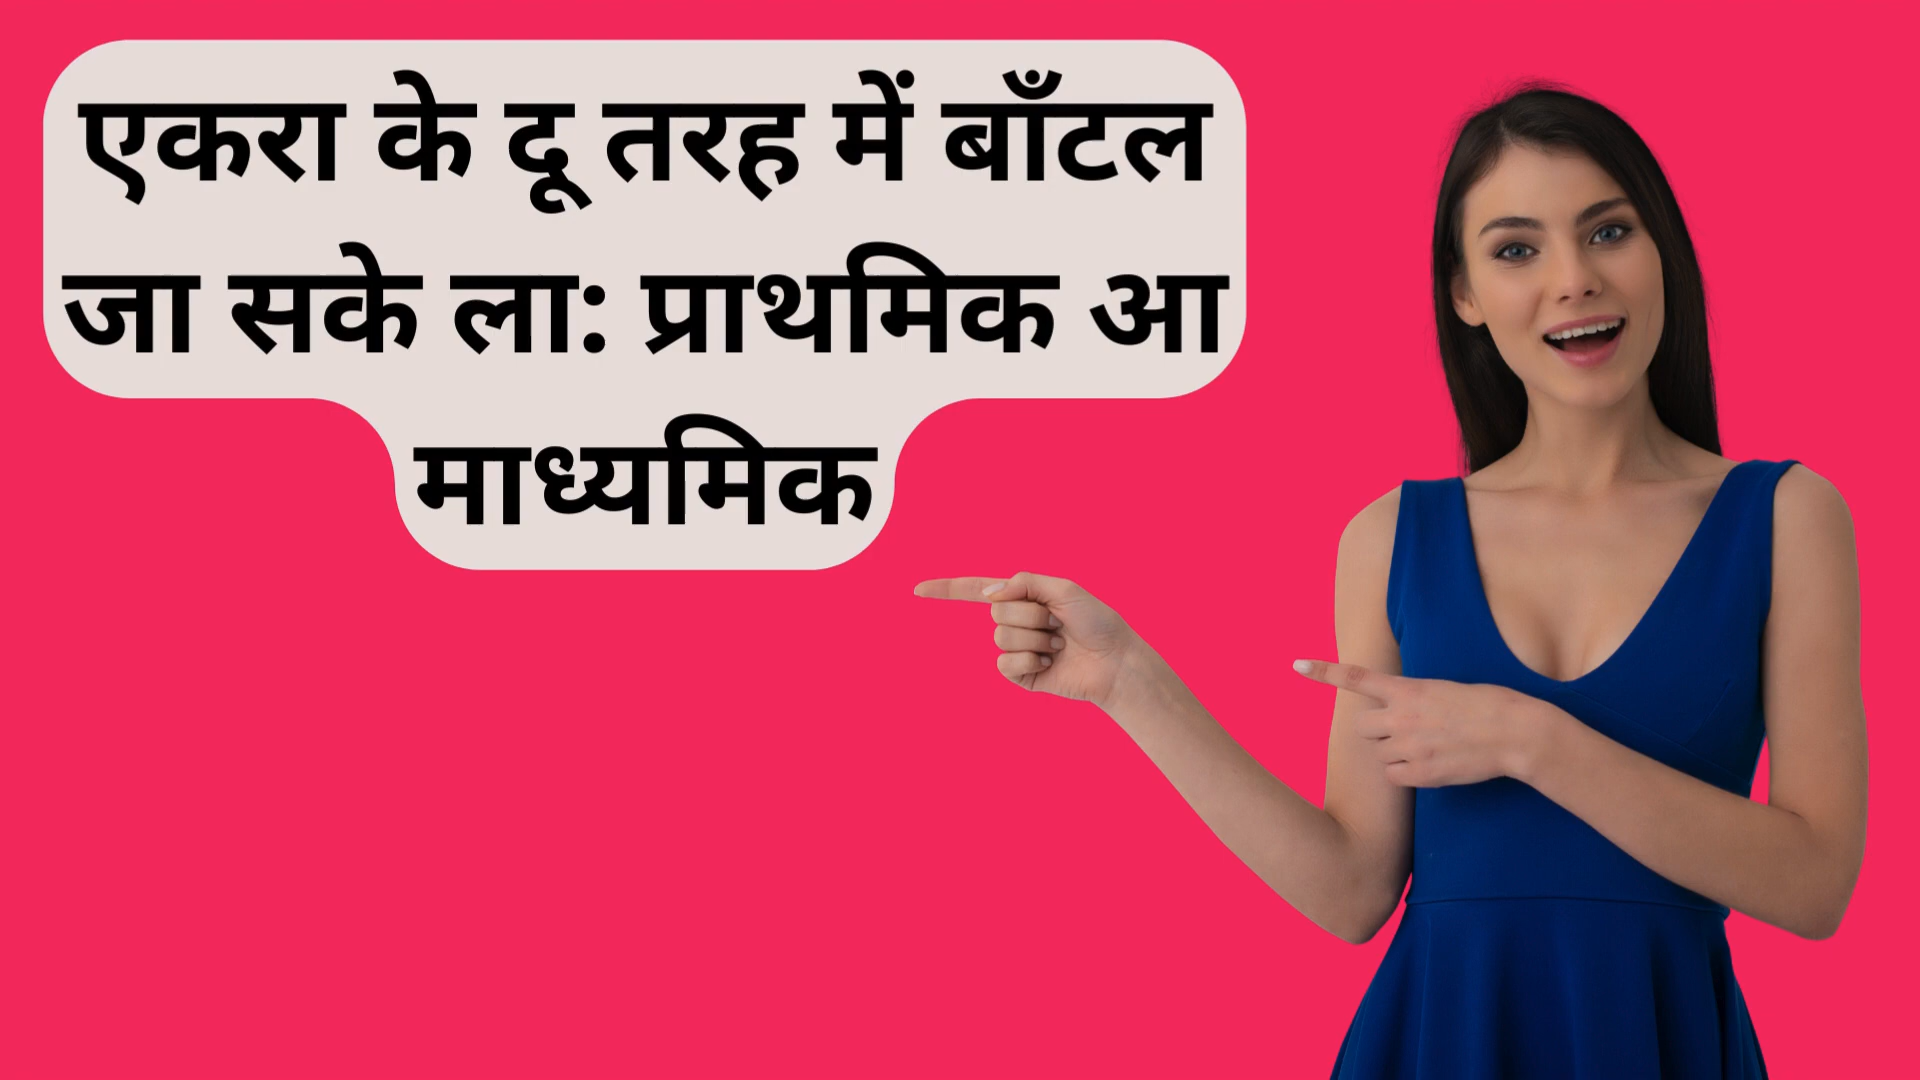 एकरा के दू तरह में बाँटल
जा सके ला: प्राथमिक आ
माध्यमिक